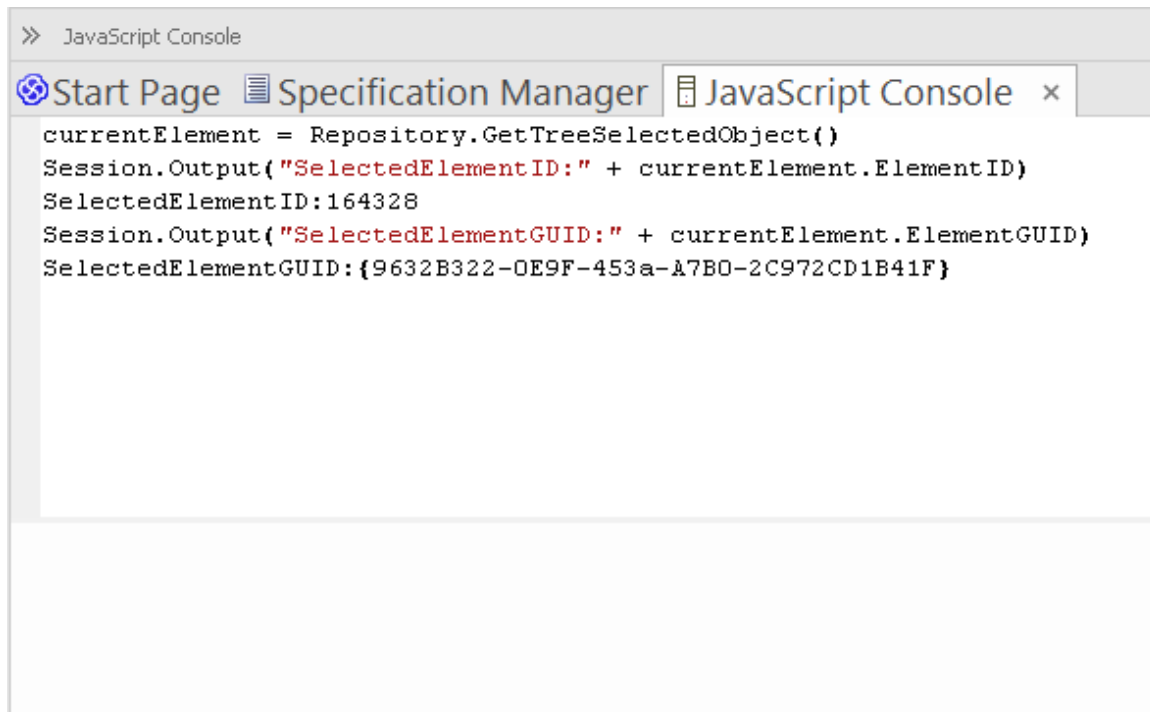 JavaScript Console
Start Page Specification Manager JavaScript Console ×
currentElement = Repository.GetTreeSelectedObject()
Session.Output("SelectedElementID:" + currentElement.ElementID)
SelectedElementID:164328
Session.Output("SelectedElementGUID:" + currentElement.ElementGUID)
SelectedElementGUID:{9632B322-0E9F-453a-A7B0-2C972CD1B41F}